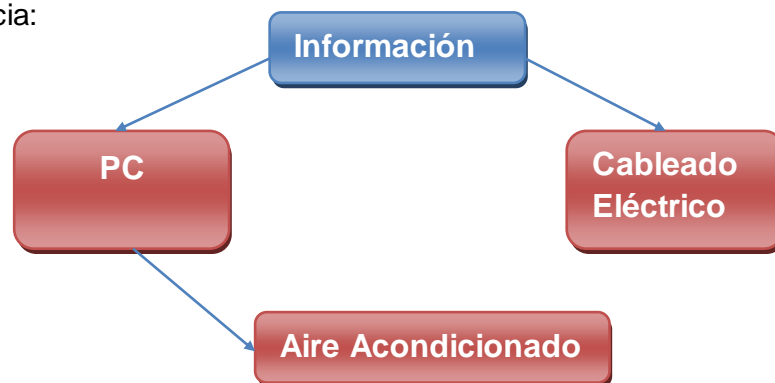 cia:
Información
PC
Cableado
Eléctrico
Aire Acondicionado